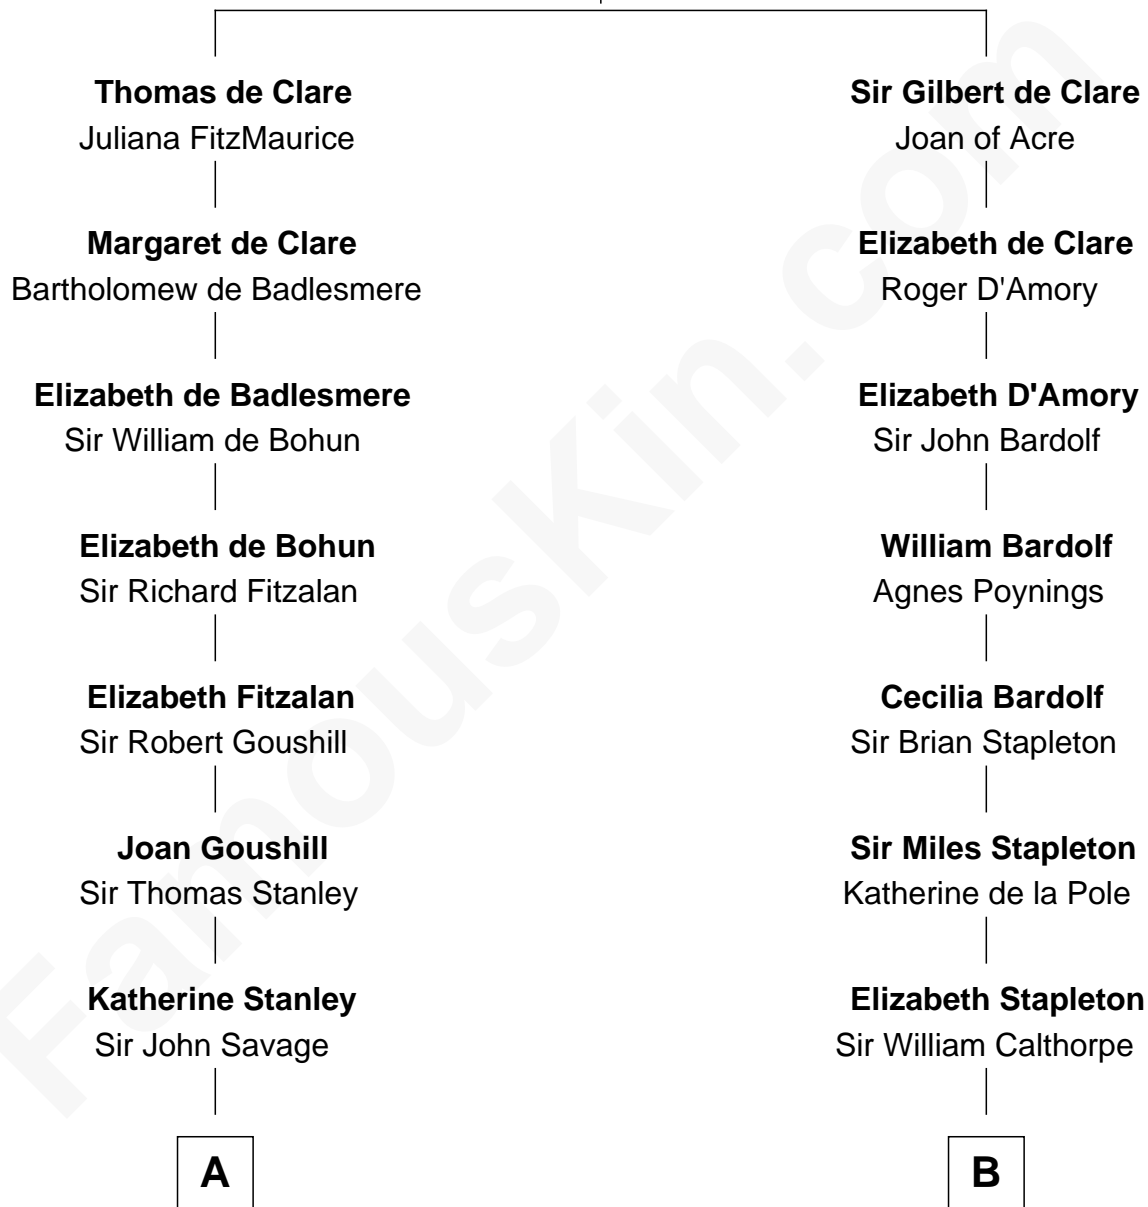 Thomas de Clare
Juliana FitzMaurice
Margaret de Clare
Bartholomew de Badlesmere
Elizabeth de Badlesmere
Sir William de Bohun
Elizabeth de Bohun
Sir Richard Fitzalan
Elizabeth Fitzalan
Sir Robert Goushill
Joan Goushill
Sir Thomas Stanley
Katherine Stanley
Sir John Savage
A
Sir Gilbert de Clare
Joan of Acre
Elizabeth de Clare
Roger D'Amory
Elizabeth D'Amory
Sir John Bardolf
William Bardolf
Agnes Poynings
Cecilia Bardolf
Sir Brian Stapleton
Sir Miles Stapleton
Katherine de la Pole
Elizabeth Stapleton
Sir William Calthorpe
B
FamousKin.com